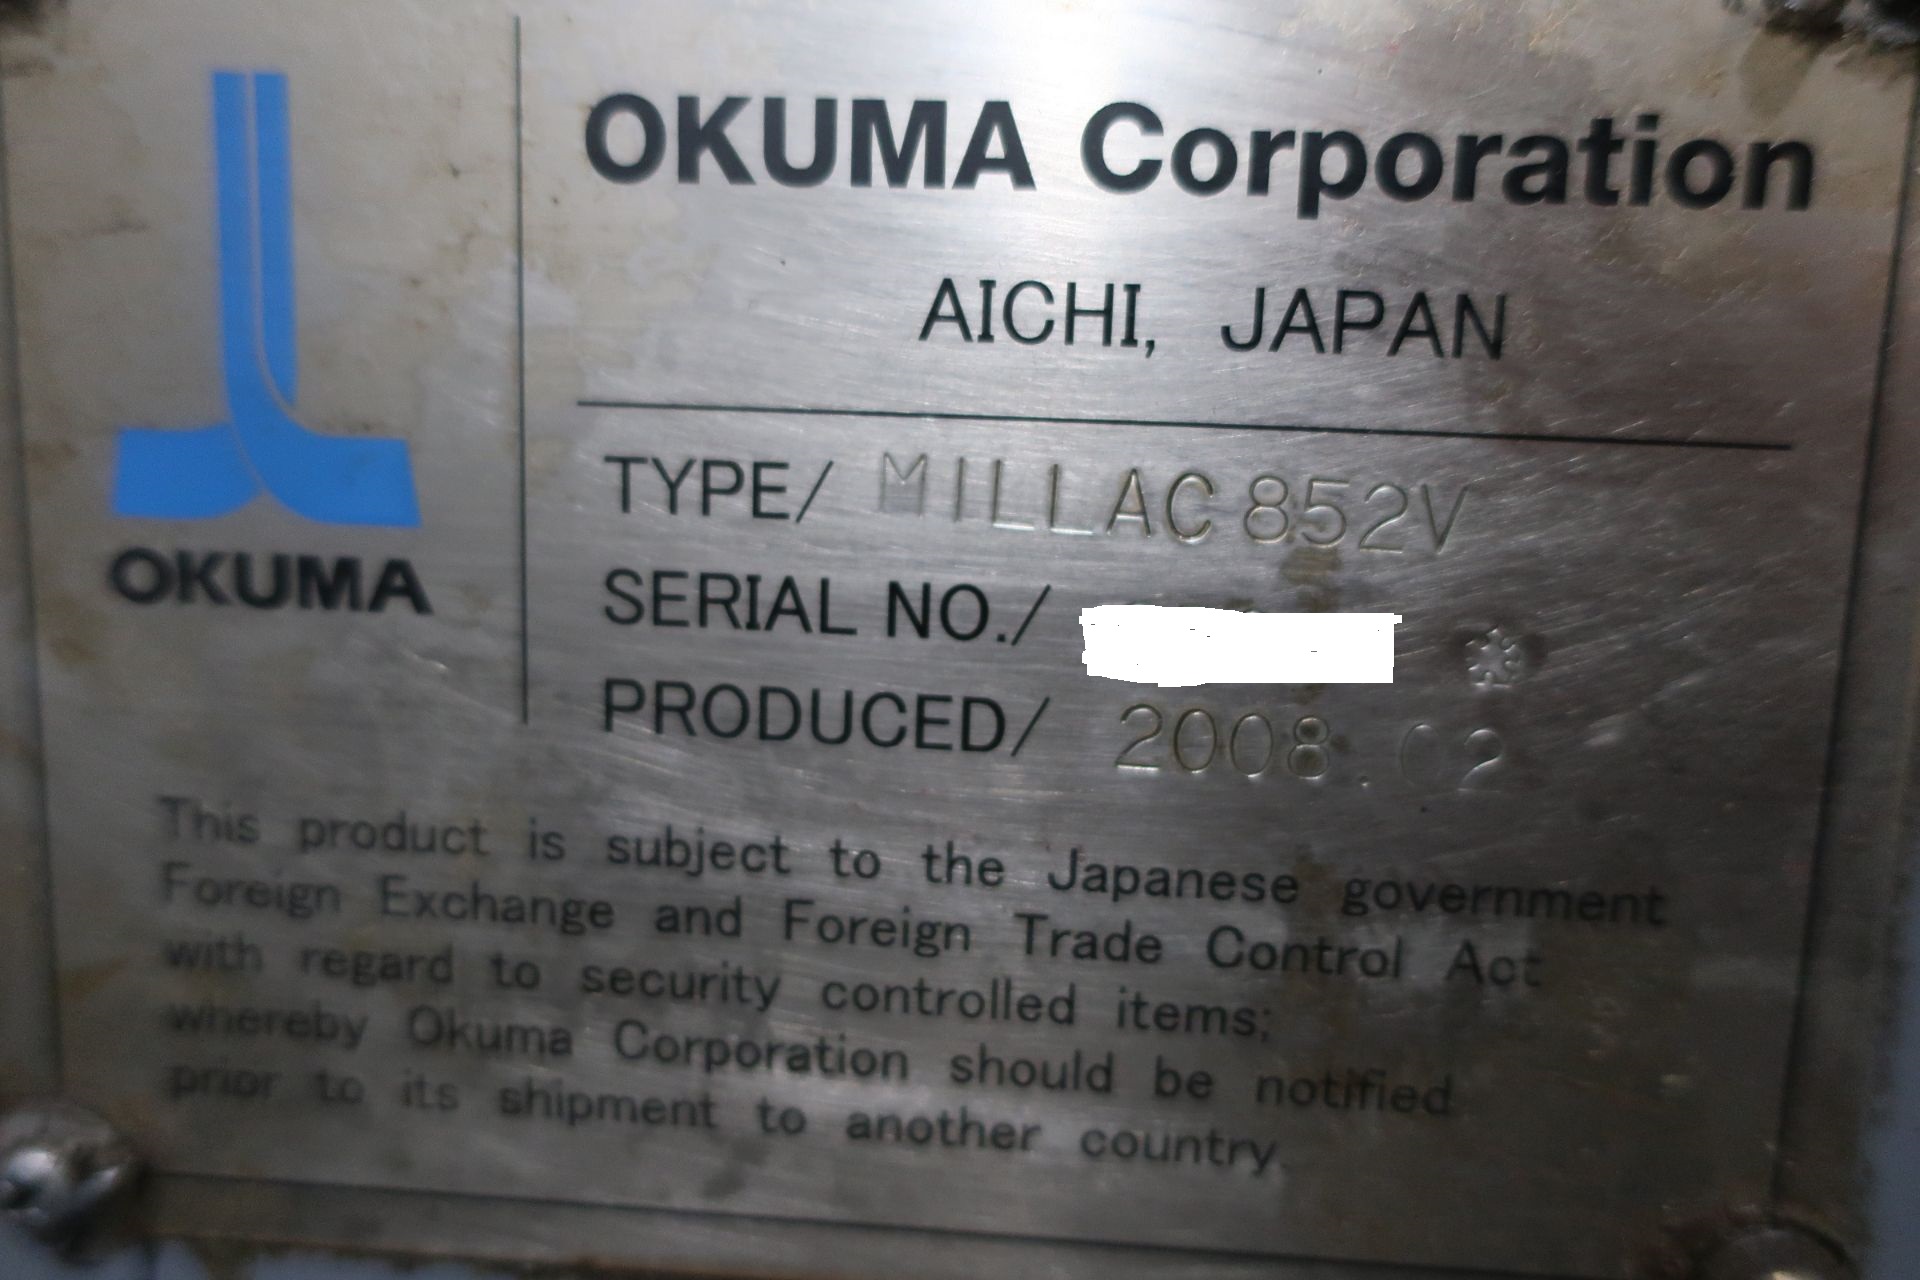 OKUMA Corporation
AICHI, JAPAN
TYPE/ MILLAC 852V
SERIAL NO./ *
PRODUCED/ 2008.02
OKUMA
This product is subject to the Japanese government
Foreign Exchange and Foreign Trade Control Act
with regard to security controlled items;
whereby Okuma Corporation should be notified
prior to its shipment to another country.